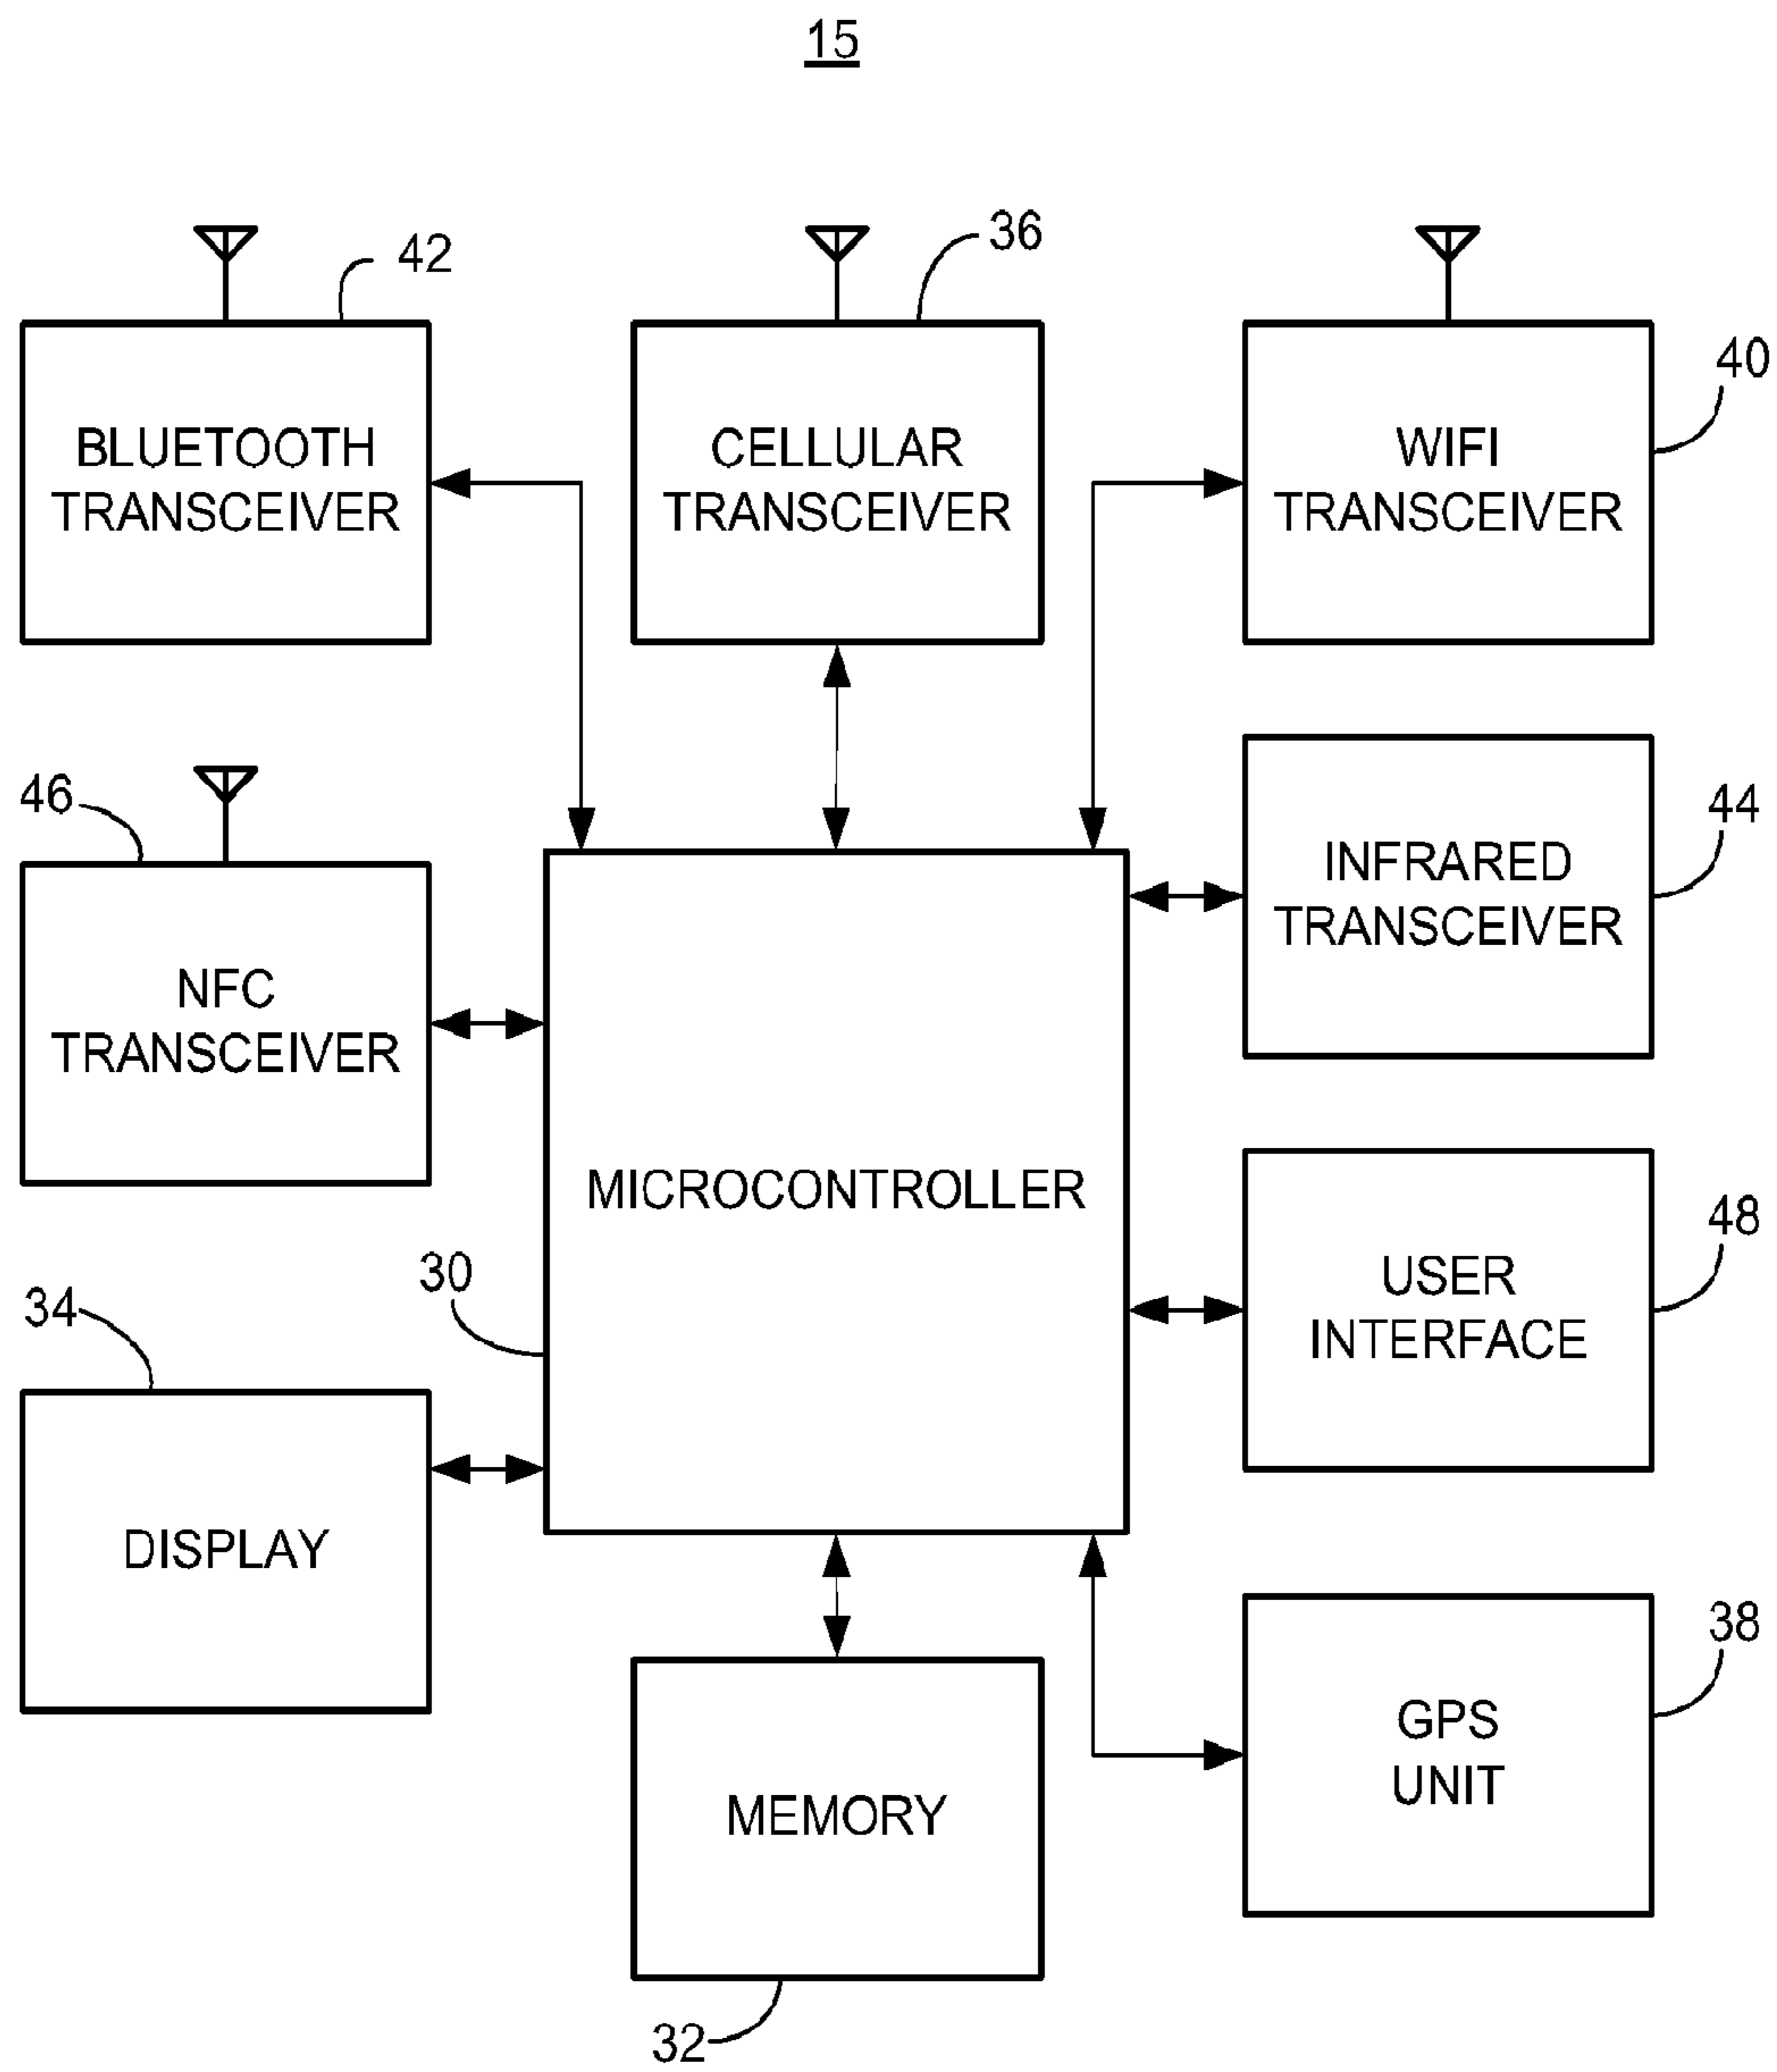 15
42
36
40
BLUETOOTH
TRANSCEIVER
CELLULAR
TRANSCEIVER
WIFI
TRANSCEIVER
46
44
INFRARED
TRANSCEIVER
NFC
TRANSCEIVER
MICROCONTROLLER
48
30
34
USER
INTERFACE
DISPLAY
38
GPS
UNIT
MEMORY
32